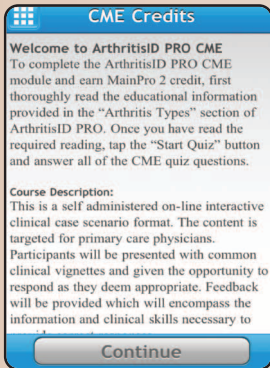 CME Credits
Welcome to ArthritisID PRO CME
To complete the ArthritisID PRO CME
module and earn MainPro 2 credit, first
thoroughly read the educational information
provided in the "Arthritis Types" section of
ArthritisID PRO. Once you have read the
required reading, tap the "Start Quiz" button
and answer all of the CME quiz questions.
Course Description:
This is a self administered on-line interactive
clinical case scenario format. The content is
targeted for primary care physicians.
Participants will be presented with common
clinical vignettes and given the opportunity to
respond as they deem appropriate. Feedback
will be provided which will encompass the
information and clinical skills necessary to
Continue